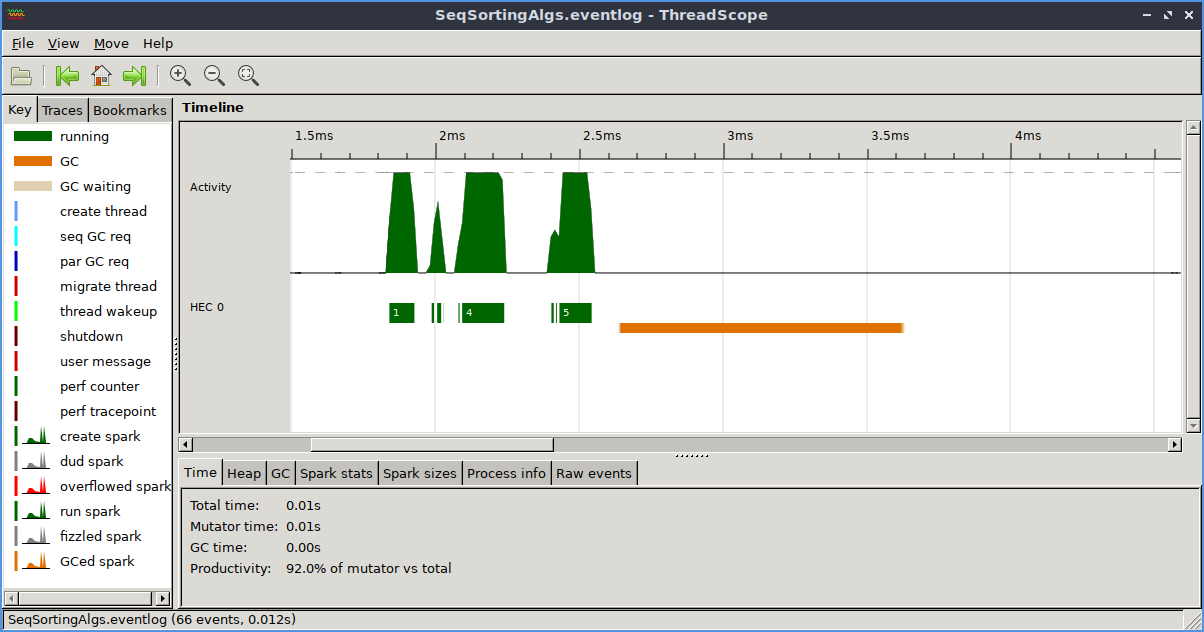 SeqSortingAlgs.eventlog - ThreadScope
File View Move Help
Key Traces Bookmarks
running
GC
GC waiting
create thread
seq GC req
par GC req
migrate thread
thread wakeup
shutdown
user message
perf counter
perf tracepoint
create spark
dud spark
overflowed spark
run spark
fizzled spark
GCed spark
Timeline
1.5ms 2ms 2.5ms 3ms 3.5ms 4ms
Activity
HEC 0
1 4 5
Time Heap GC Spark stats Spark sizes Process info Raw events
Total time: 0.01s
Mutator time: 0.01s
GC time: 0.00s
Productivity: 92.0% of mutator vs total
SeqSortingAlgs.eventlog (66 events, 0.012s)